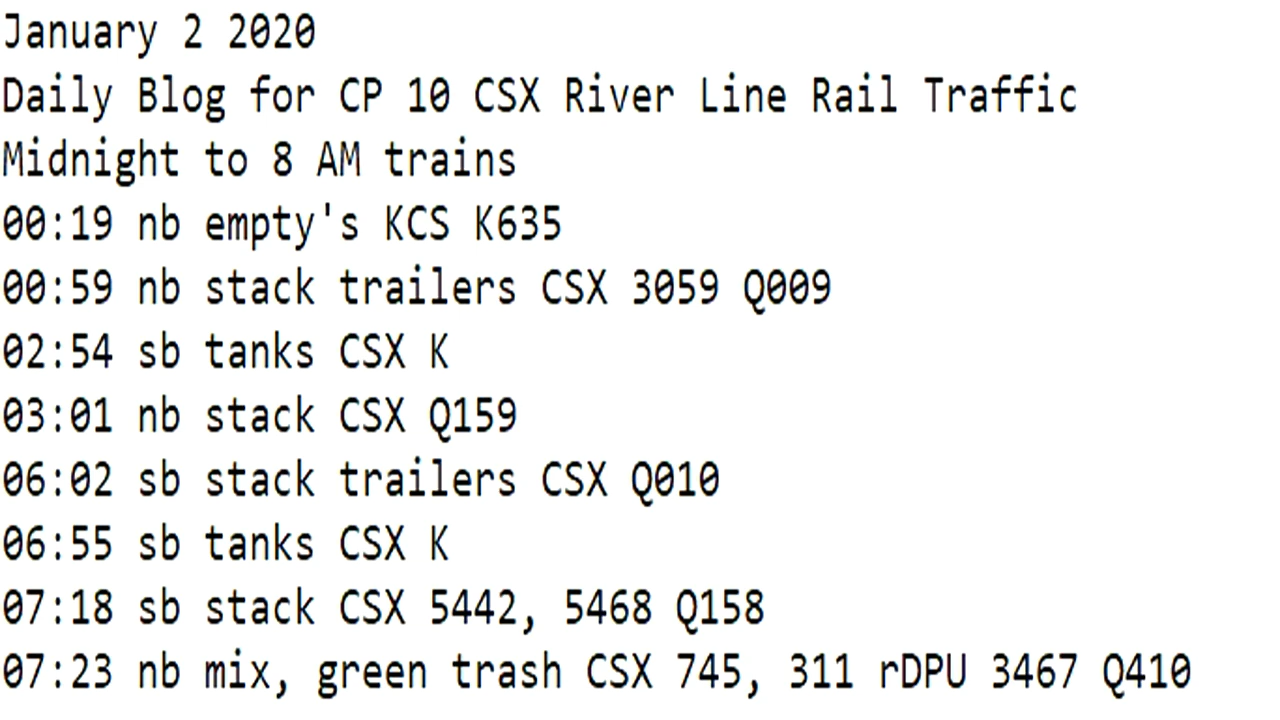 January 2 2020
Daily Blog for CP 10 CSX River Line Rail Traffic
Midnight to 8 AM trains
00:19 nb empty's KCS K635
00:59 nb stack trailers CSX 3059 Q009
02:54 sb tanks CSX K
03:01 nb stack CSX Q159
06:02 sb stack trailers CSX Q010
06:55 sb tanks CSX K
07:18 sb stack CSX 5442, 5468 Q158
07:23 nb mix, green trash CSX 745, 311 rDPU 3467 Q410